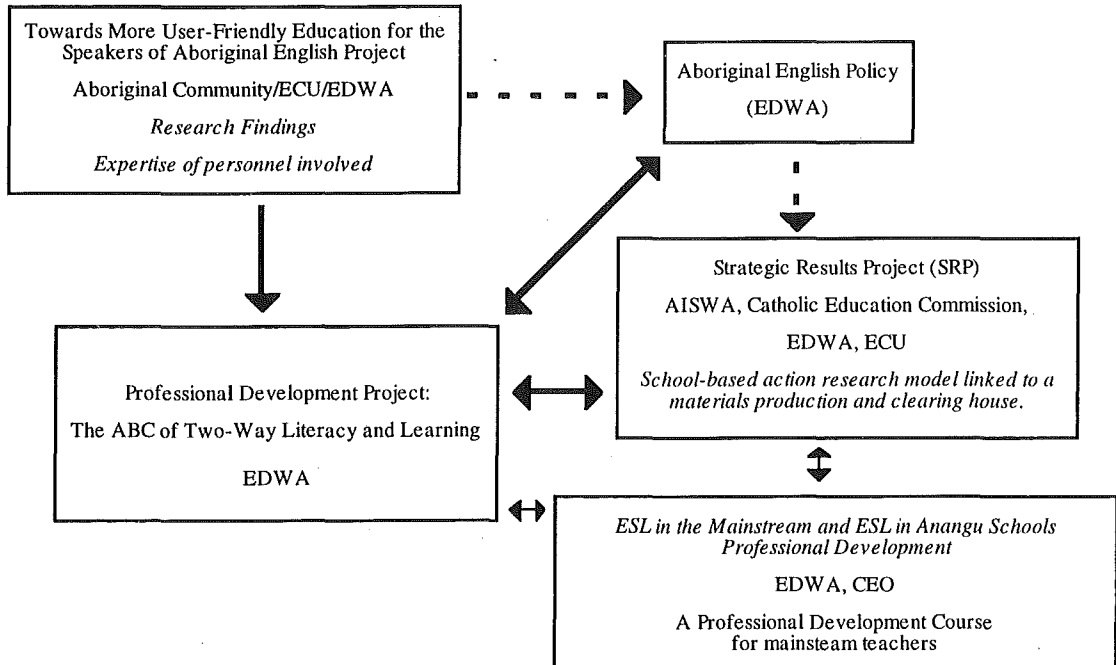 Towards More User-Friendly Education for the
Speakers of Aboriginal English Project
Aboriginal Community/ECU/EDWA
Research Findings
Expertise of personnel involved
Aboriginal English Policy
(EDWA)
Strategic Results Project (SRP)
AISWA, Catholic Education Commission,
EDWA, ECU
School-based action research model linked to a
materials production and clearing house.
Professional Development Project:
The ABC of Two-Way Literacy and Learning
EDWA
ESL in the Mainstream and ESL in Anangu Schools
Professional Development
EDWA, CEO
A Professional Development Course
for mainsteam teachers